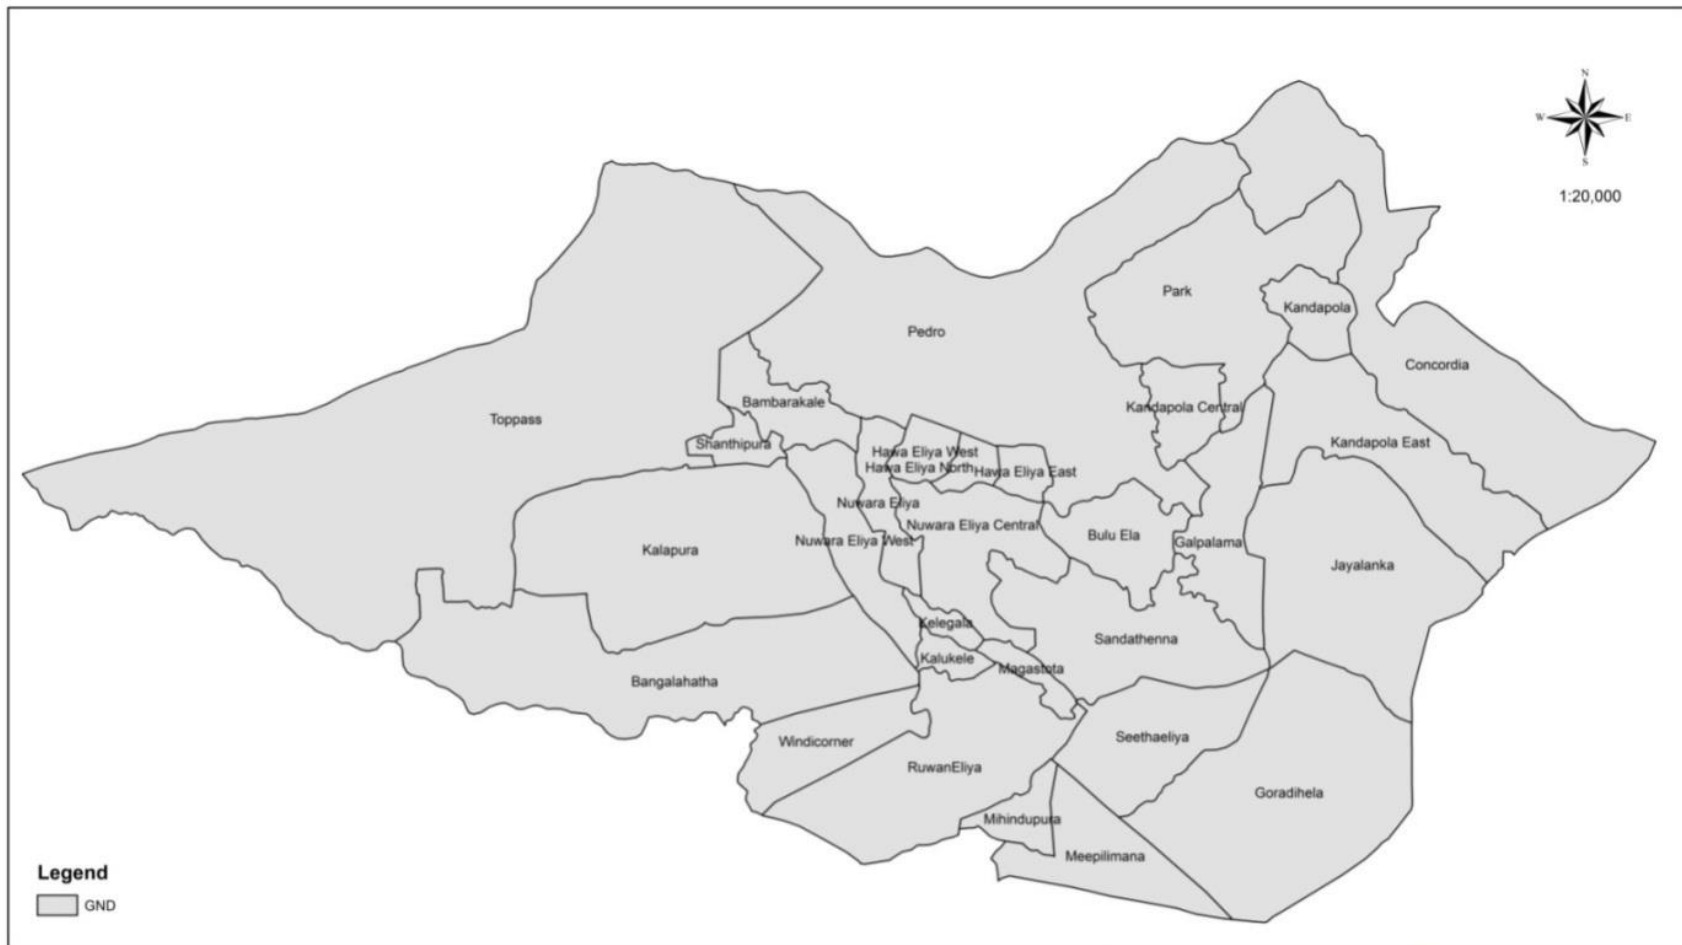 N
W E
S
1:20,000
Park
Kandapola
Pedro
Concordia
Bambarakale
Kandapola Central
Toppass
Shanthipura
Kandapola East
Hawa Eliya West
Hawa Eliya North
Hawa Eliya East
Nuwara Eliya
Nuwara Eliya Central
Bulu Ela
Nuwara Eliya West
Galpalama
Kalapura
Jayalanka
Kelegala
Sandathenna
Kalukele
Magastota
Bangalahatha
Seethaeliya
Windicorner
RuwanEliya
Goradihela
Mihindupura
Meepilimana
Legend
GND